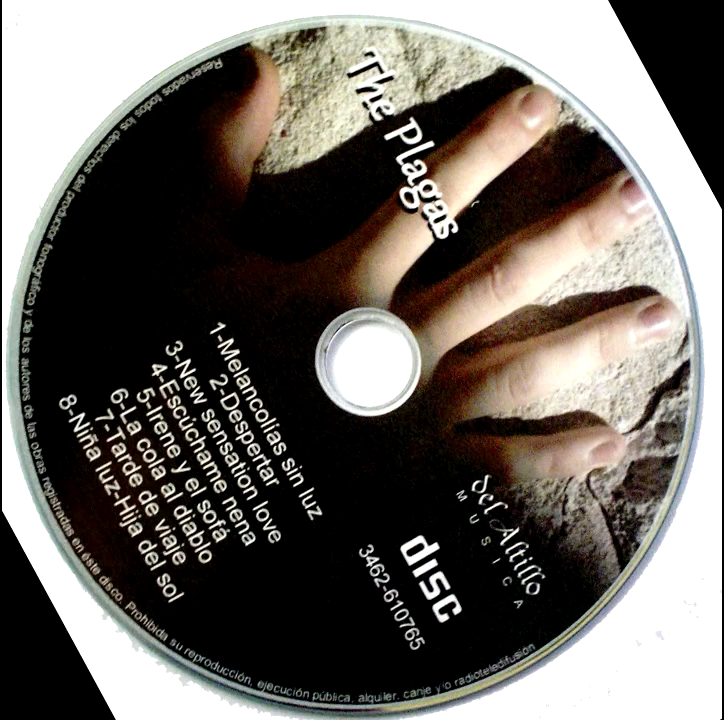 The Plagas
1-Melancolías sin luz
2-Despertar
3-New sensation love
4-Escúchame nena
5-Irene y el sofá
6-La cola al diablo
7-Tarde de viaje
8-Niña luz-Hija del sol
del Altillo
MUSICA
disc
3462-610765
Reservados todos los derechos del productor fonográfico y de los autores de las obras registradas en éste disco. Prohibida su reproducción, ejecución pública, alquiler, canje y/o radioteledifusión